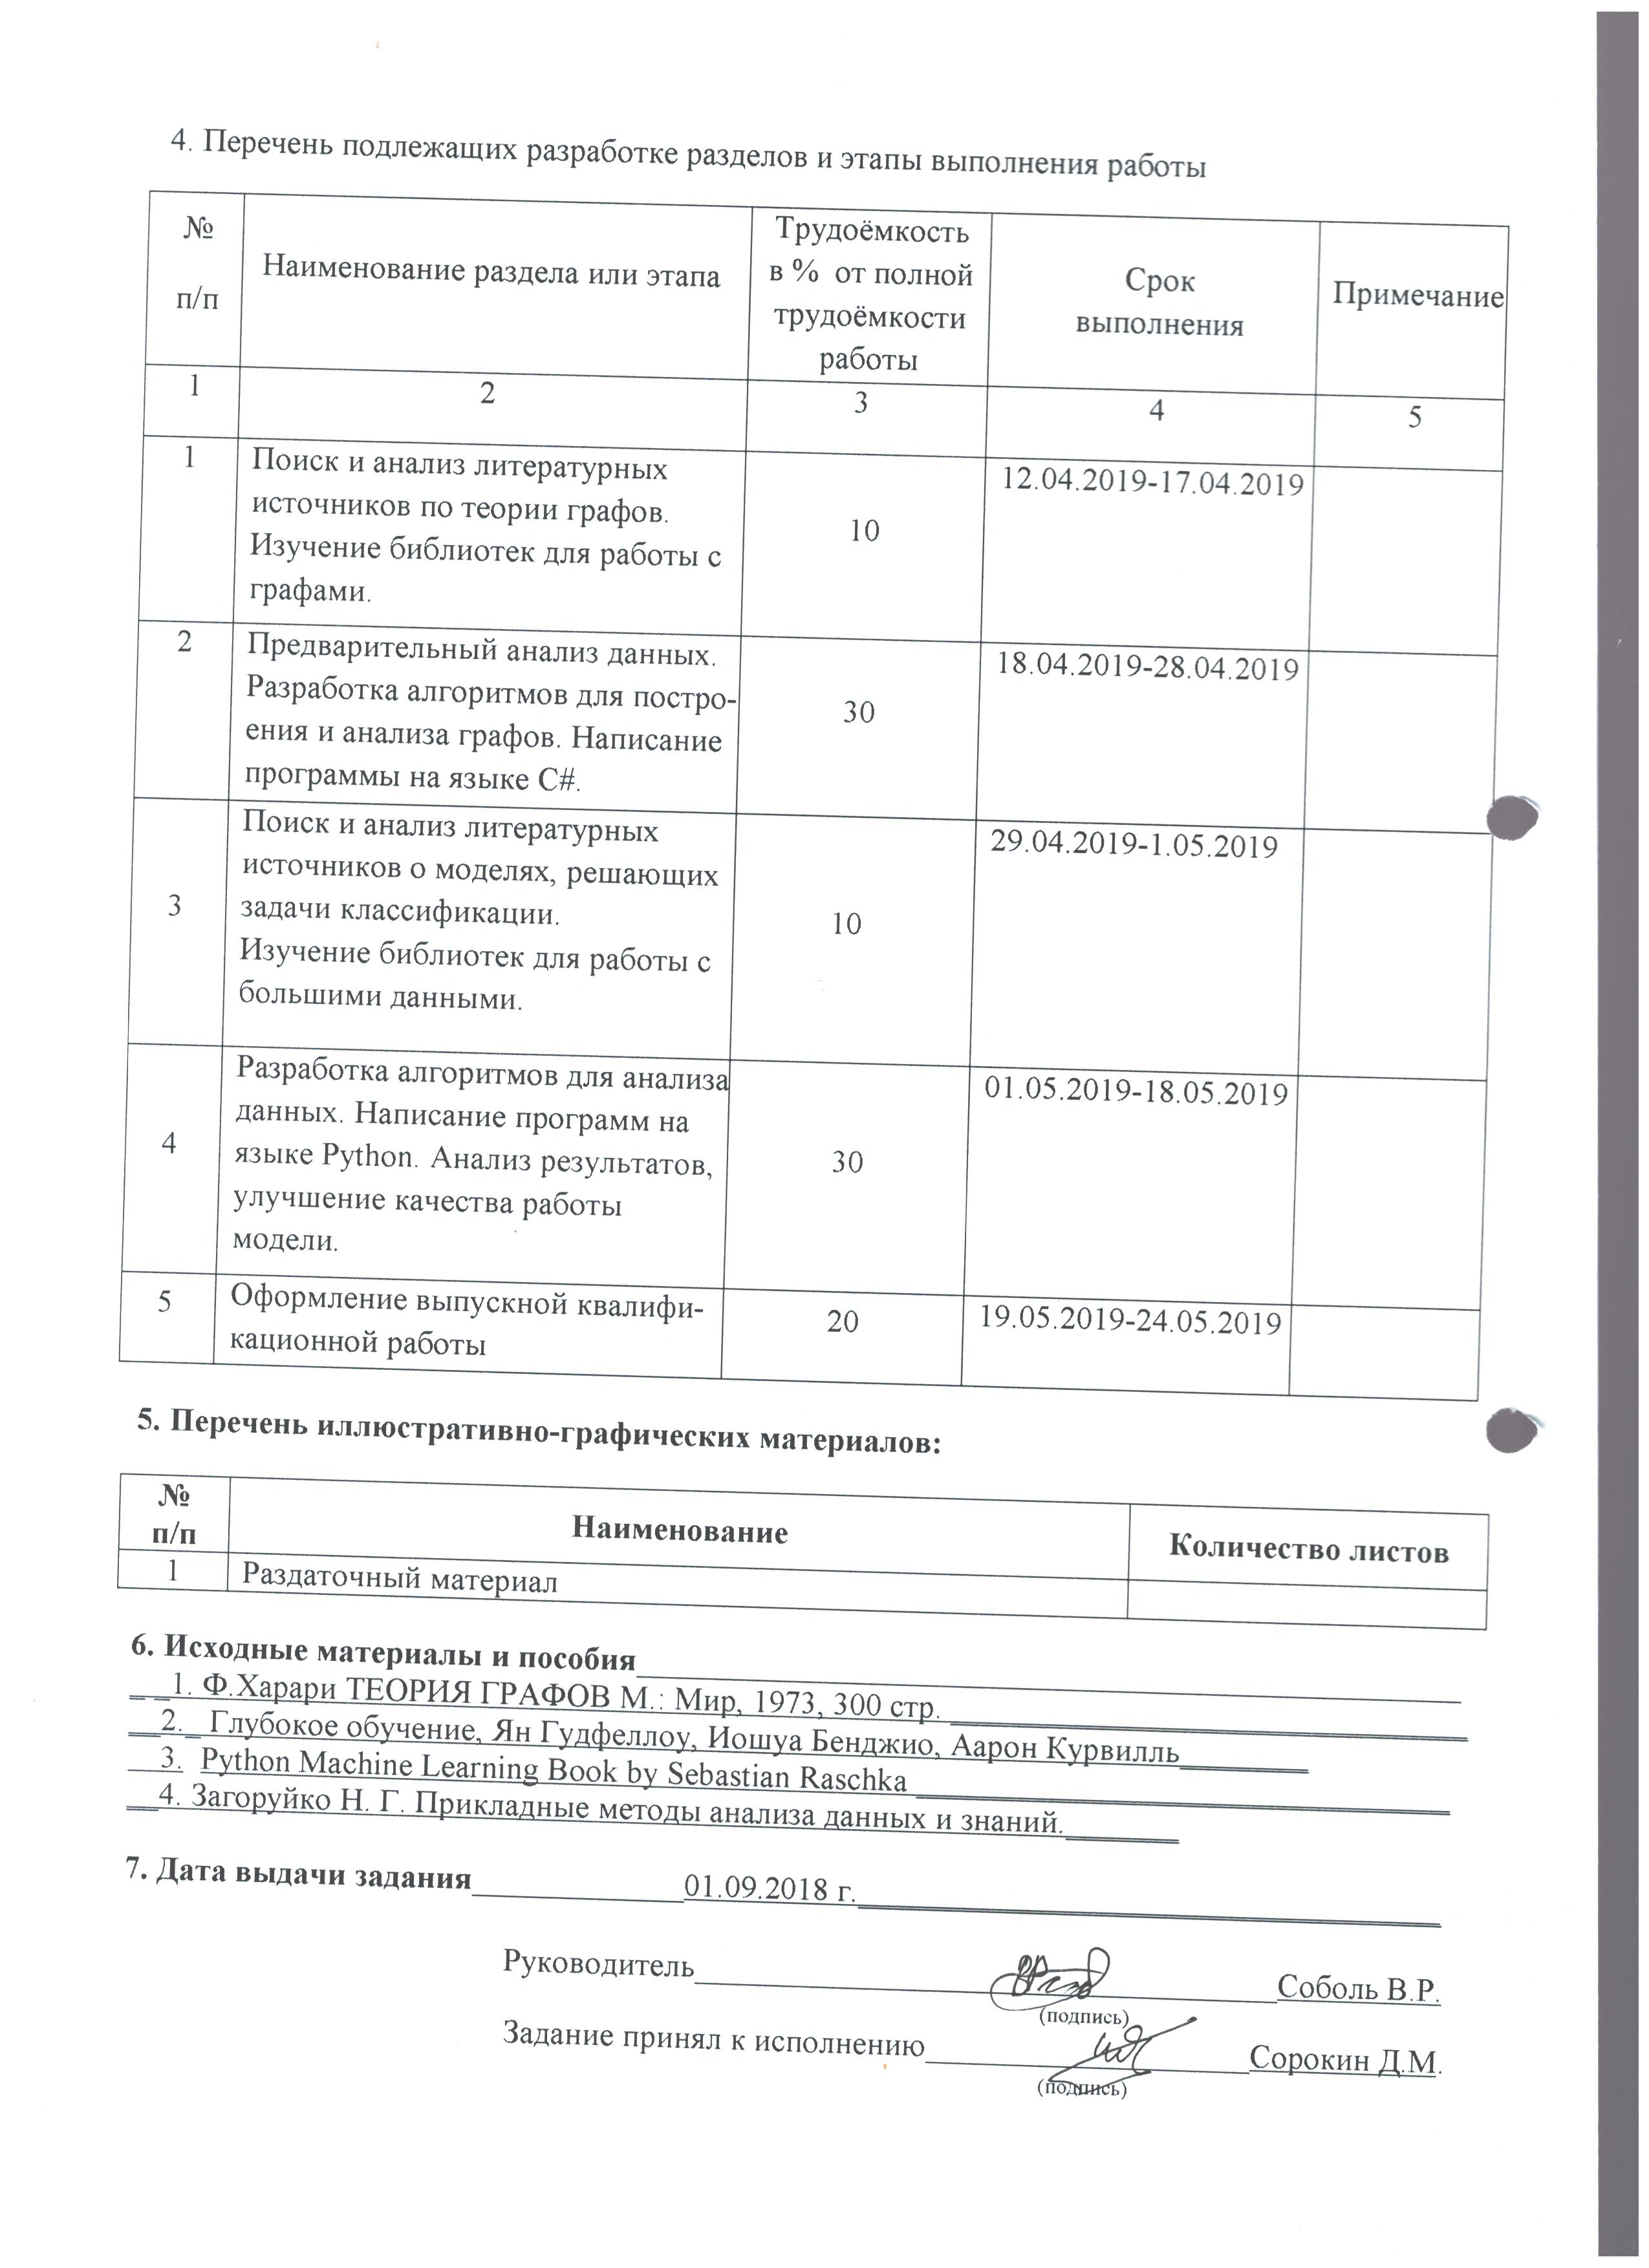 4. Перечень подлежащих разработке разделов и этапы выполнения работы
№
п/п
Наименование раздела или этапа
Трудоёмкость
в % от полной
трудоёмкости
работы
Срок
выполнения
Примечание
1
2
3
4
5
1
Поиск и анализ литературных
источников по теории графов.
Изучение библиотек для работы с
графами.
10
12.04.2019-17.04.2019
2
Предварительный анализ данных.
Разработка алгоритмов для постро-
ения и анализа графов. Написание
программы на языке C#.
30
18.04.2019-28.04.2019
3
Поиск и анализ литературных
источников о моделях, решающих
задачи классификации.
Изучение библиотек для работы с
большими данными.
10
29.04.2019-1.05.2019
4
Разработка алгоритмов для анализа
данных. Написание программ на
языке Python. Анализ результатов,
улучшение качества работы
модели.
30
01.05.2019-18.05.2019
5
Оформление выпускной квалифи-
кационной работы
20
19.05.2019-24.05.2019
5. Перечень иллюстративно-графических материалов:
№
п/п
Наименование
Количество листов
1
Раздаточный материал
6. Исходные материалы и пособия
1. Ф.Харари ТЕОРИЯ ГРАФОВ М.: Мир, 1973, 300 стр.
2. Глубокое обучение, Ян Гудфеллоу, Иошуа Бенджио, Аарон Курвилль
3. Python Machine Learning Book by Sebastian Raschka
4. Загоруйко Н. Г. Прикладные методы анализа данных и знаний.
7. Дата выдачи задания 01.09.2018 г.
Руководитель Соболь В.Р.
(подпись)
Задание принял к исполнению Сорокин Д.М.
(подпись)